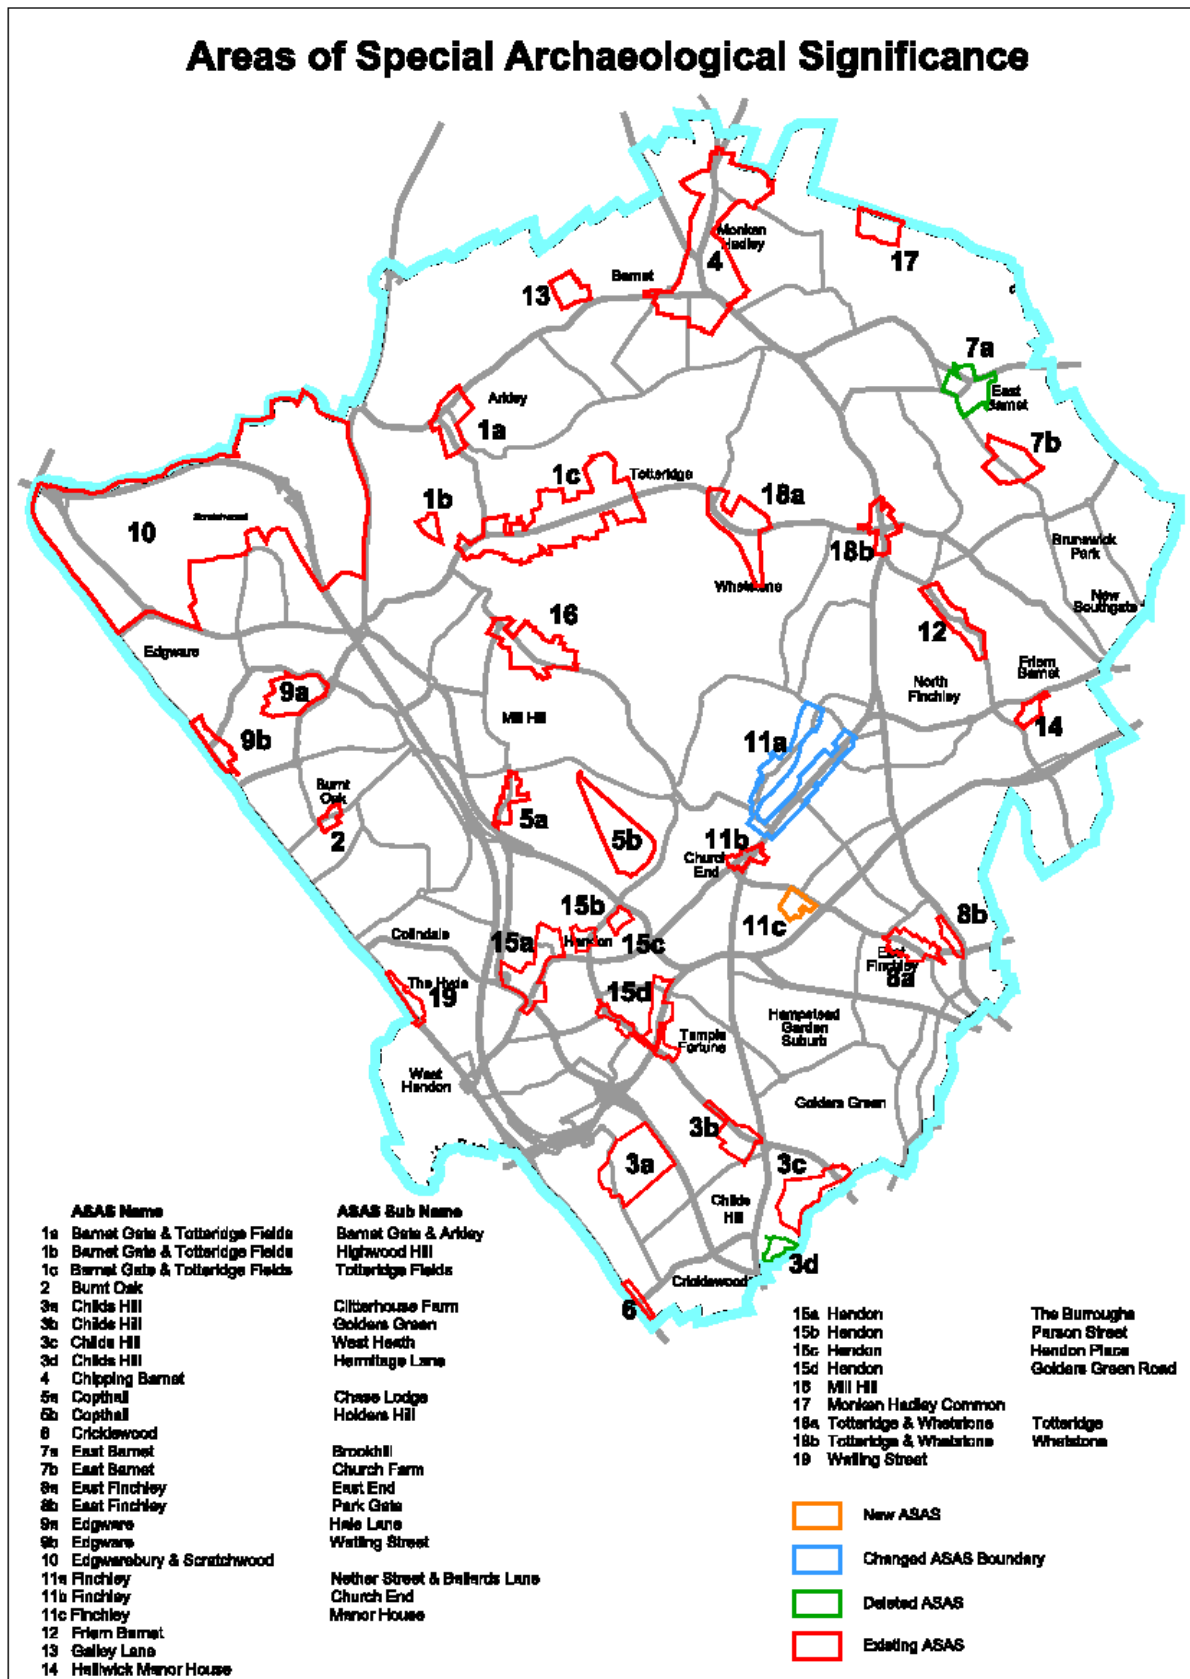 Areas of Special Archaeological Significance
Monken
Hadley
4
17
Barnet
13
7a
East
Barnet
Arkley
1a
7b
1c
Totteridge
1b
18a
10
Scratchwood
18b
Brunswick
Park
Whetstone
New
Southgate
16
12
Edgware
Friern
Barnet
9a
North
Finchley
Mill Hill
14
9b
11a
Burnt
Oak
5a
2
5b
11b
Church
End
15b
11c
8b
Colindale
15a
Hendon
15c
East
Finchley
8a
The Hyde
19
15d
Hampstead
Garden
Suburb
Temple
Fortune
West
Hendon
Golders Green
3b
3a
3c
Childs
Hill
3d
Cricklewood
6
ASAS Name ASAS Sub Name
1a Barnet Gate & Totteridge Fields Barnet Gate & Arkley
1b Barnet Gate & Totteridge Fields Highwood Hill
1c Barnet Gate & Totteridge Fields Totteridge Fields
2 Burnt Oak
3a Childs Hill Clitterhouse Farm
3b Childs Hill Golders Green
3c Childs Hill West Heath
3d Childs Hill Hermitage Lane
4 Chipping Barnet
5a Copthall Chase Lodge
5b Copthall Holders Hill
6 Cricklewood
7a East Barnet Brookhill
7b East Barnet Church Farm
8a East Finchley East End
8b East Finchley Park Gate
9a Edgware Hale Lane
9b Edgware Watling Street
10 Edgwarebury & Scratchwood
11a Finchley Nether Street & Ballards Lane
11b Finchley Church End
11c Finchley Manor House
12 Friern Barnet
13 Galley Lane
14 Halliwick Manor House
15a Hendon The Burroughs
15b Hendon Parson Street
15c Hendon Hendon Place
15d Hendon Golders Green Road
16 Mill Hill
17 Monken Hadley Common
18a Totteridge & Whetstone Totteridge
18b Totteridge & Whetstone Whetstone
19 Watling Street
New ASAS
Changed ASAS Boundary
Deleted ASAS
Existing ASAS